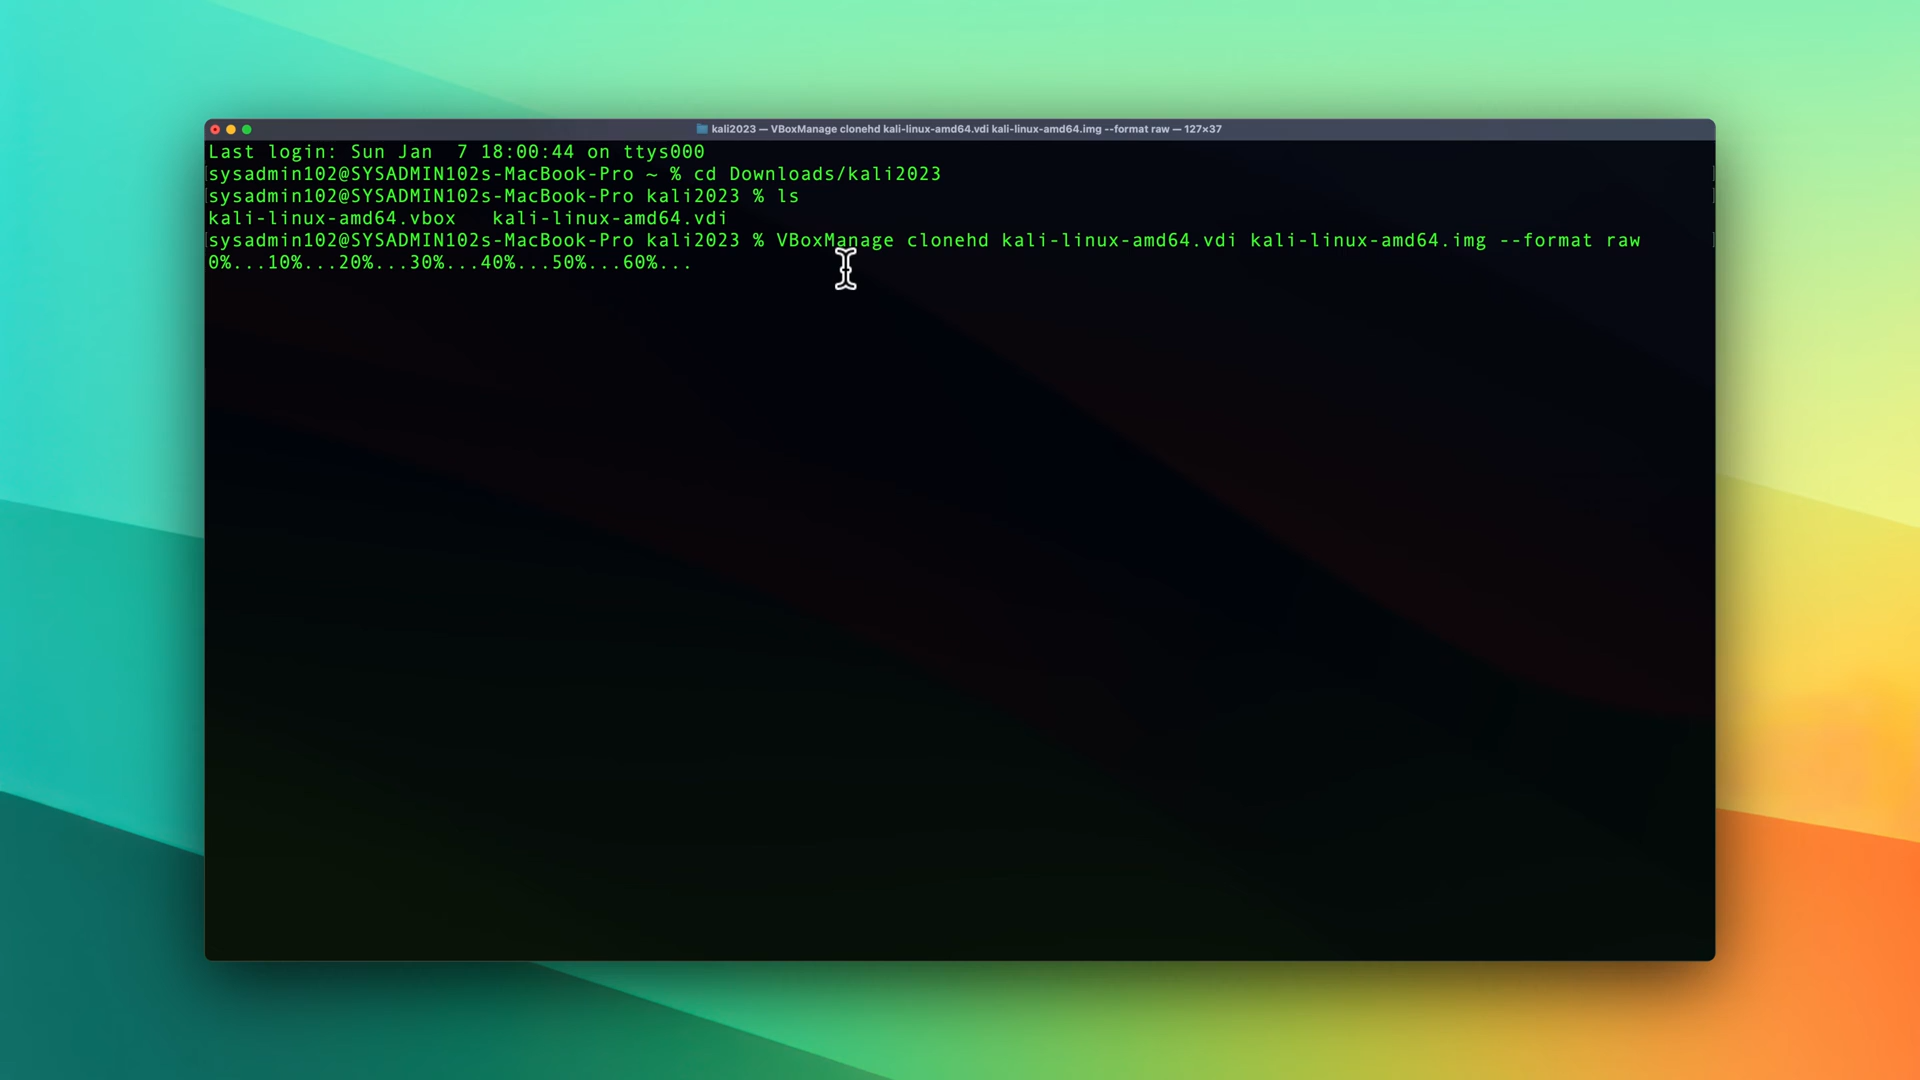 kali2023 — VBoxManage clonehd kali-linux-amd64.vdi kali-linux-amd64.img --format raw — 127×37
Last login: Sun Jan  7 18:00:44 on ttys000
sysadmin102@SYSADMIN102s-MacBook-Pro ~ % cd Downloads/kali2023
sysadmin102@SYSADMIN102s-MacBook-Pro kali2023 % ls
kali-linux-amd64.vbox   kali-linux-amd64.vdi
sysadmin102@SYSADMIN102s-MacBook-Pro kali2023 % VBoxManage clonehd kali-linux-amd64.vdi kali-linux-amd64.img --format raw
0%...10%...20%...30%...40%...50%...60%...